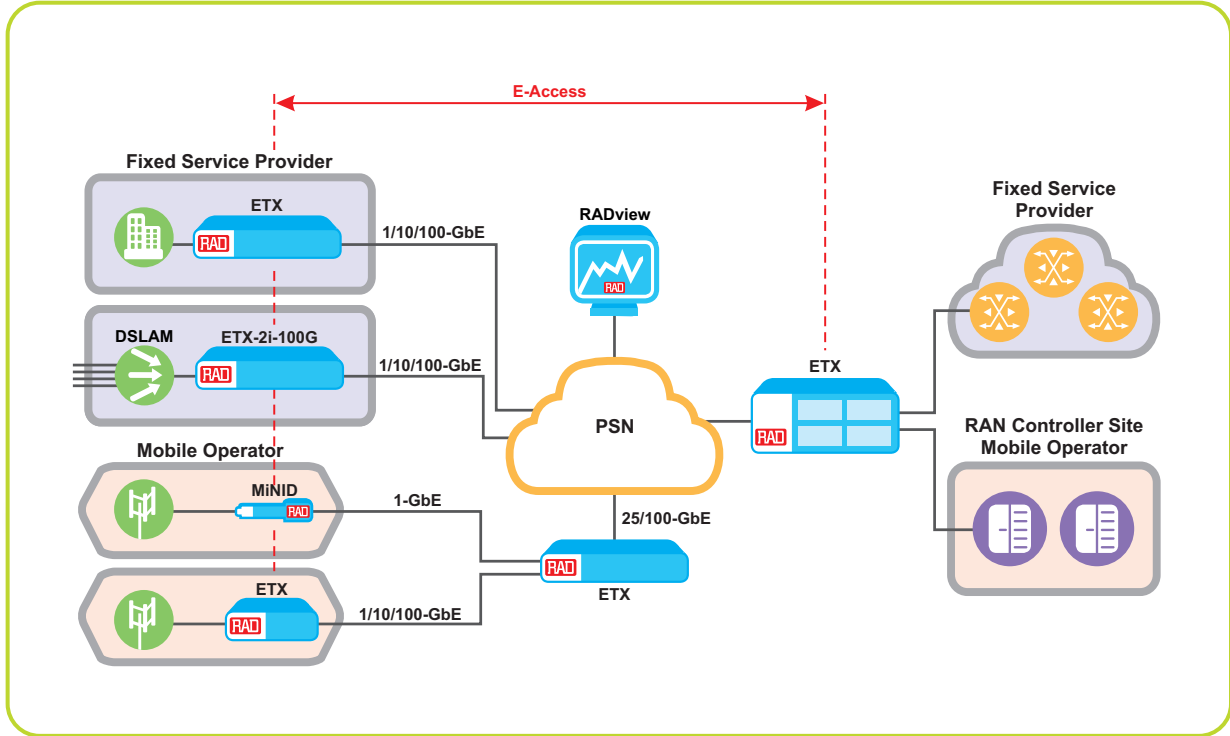 E-Access
Fixed Service Provider
ETX
RAD
1/10/100-GbE
DSLAM
ETX-2i-100G
RAD
1/10/100-GbE
Mobile Operator
MiNID
RAD
1-GbE
ETX
RAD
1/10/100-GbE
RADview
RAD
PSN
25/100-GbE
RAD
ETX
ETX
RAD
Fixed Service
Provider
RAN Controller Site
Mobile Operator